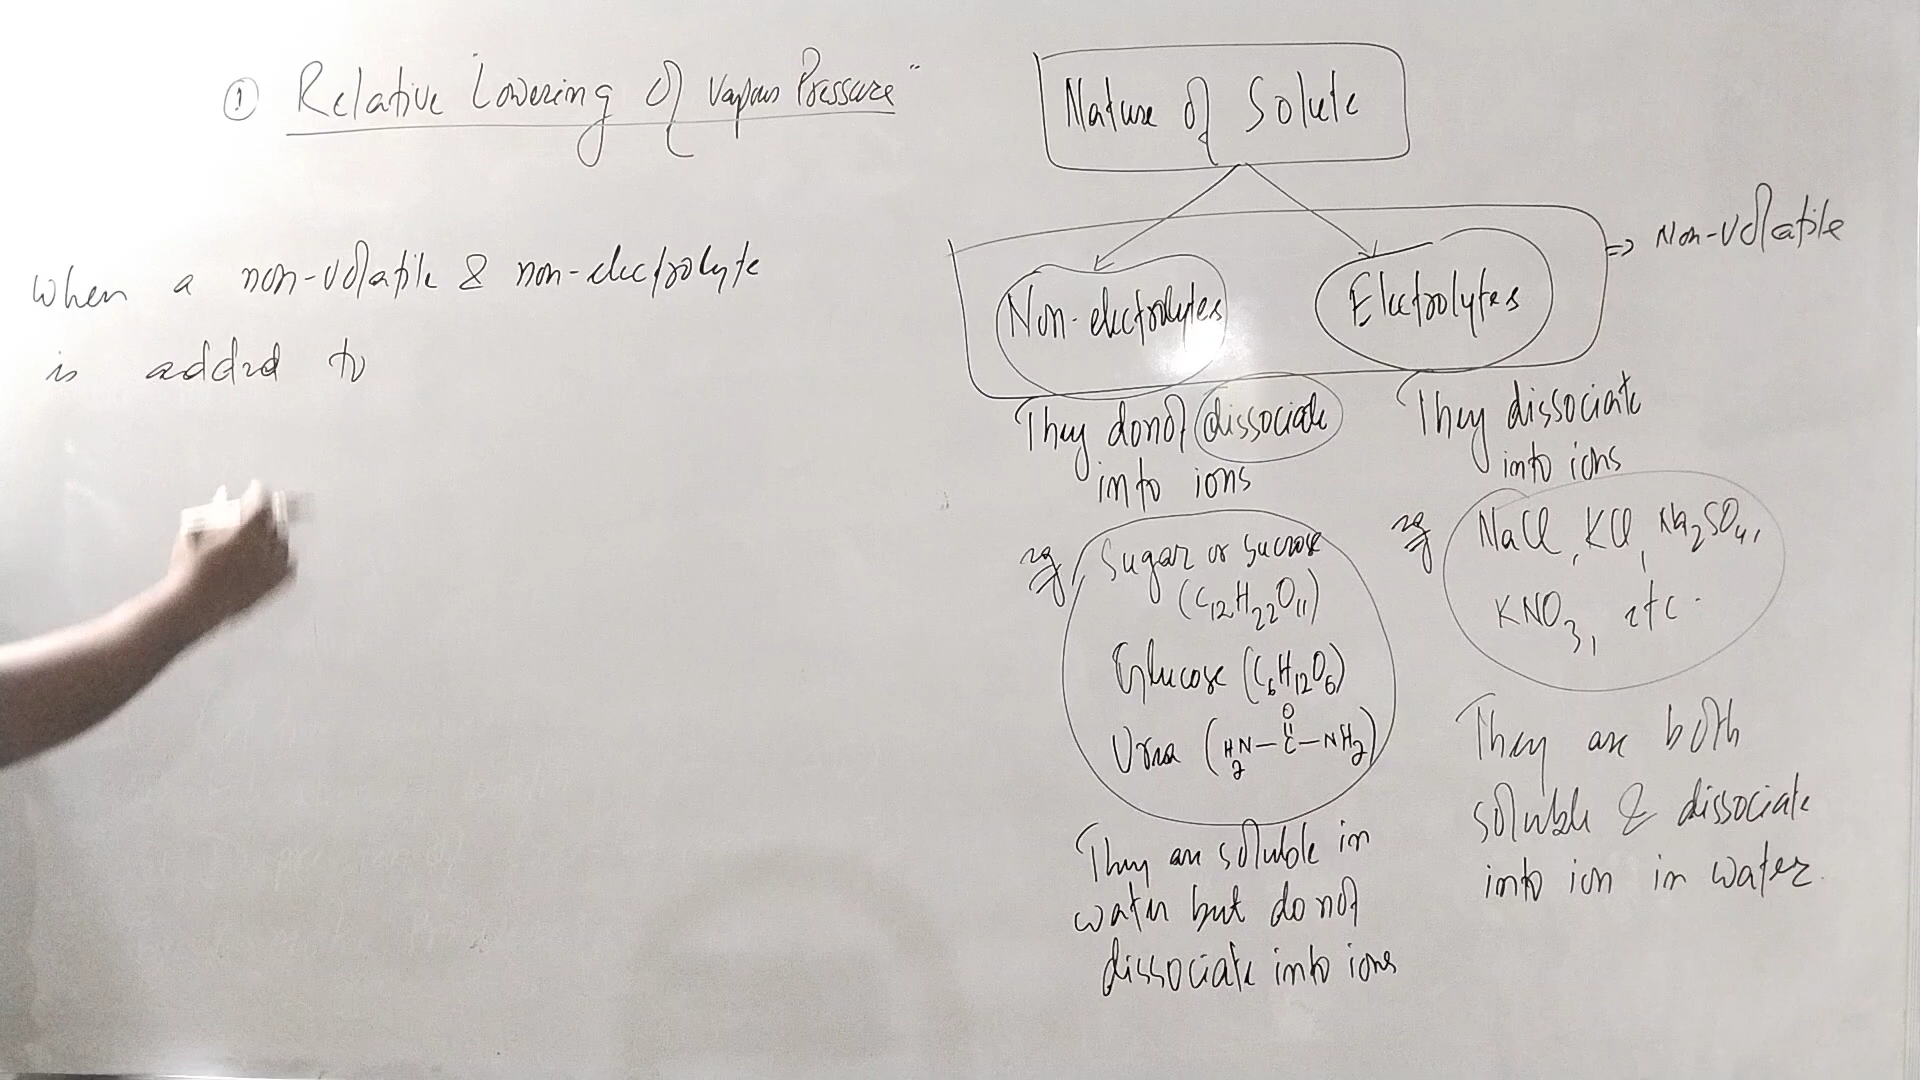 ① Relative Lowering Of Vapour Pressure"
When a non-volatile & non-electrolyte
is added to
Nature of Solute
Non-electrolytes
Electrolytes
=> Non-volatile
They do not dissociate
into ions
eg Sugar or Sucrose
(C12H22O11)
Glucose (C6H12O6)
O
Urea (H2N-C-NH2)
They are soluble in
water but do not
dissociate into ions
They dissociate
into ions
eg NaCl, KCl, Na2SO4,
KNO3, etc.
They are both
soluble & dissociate
into ion in water.